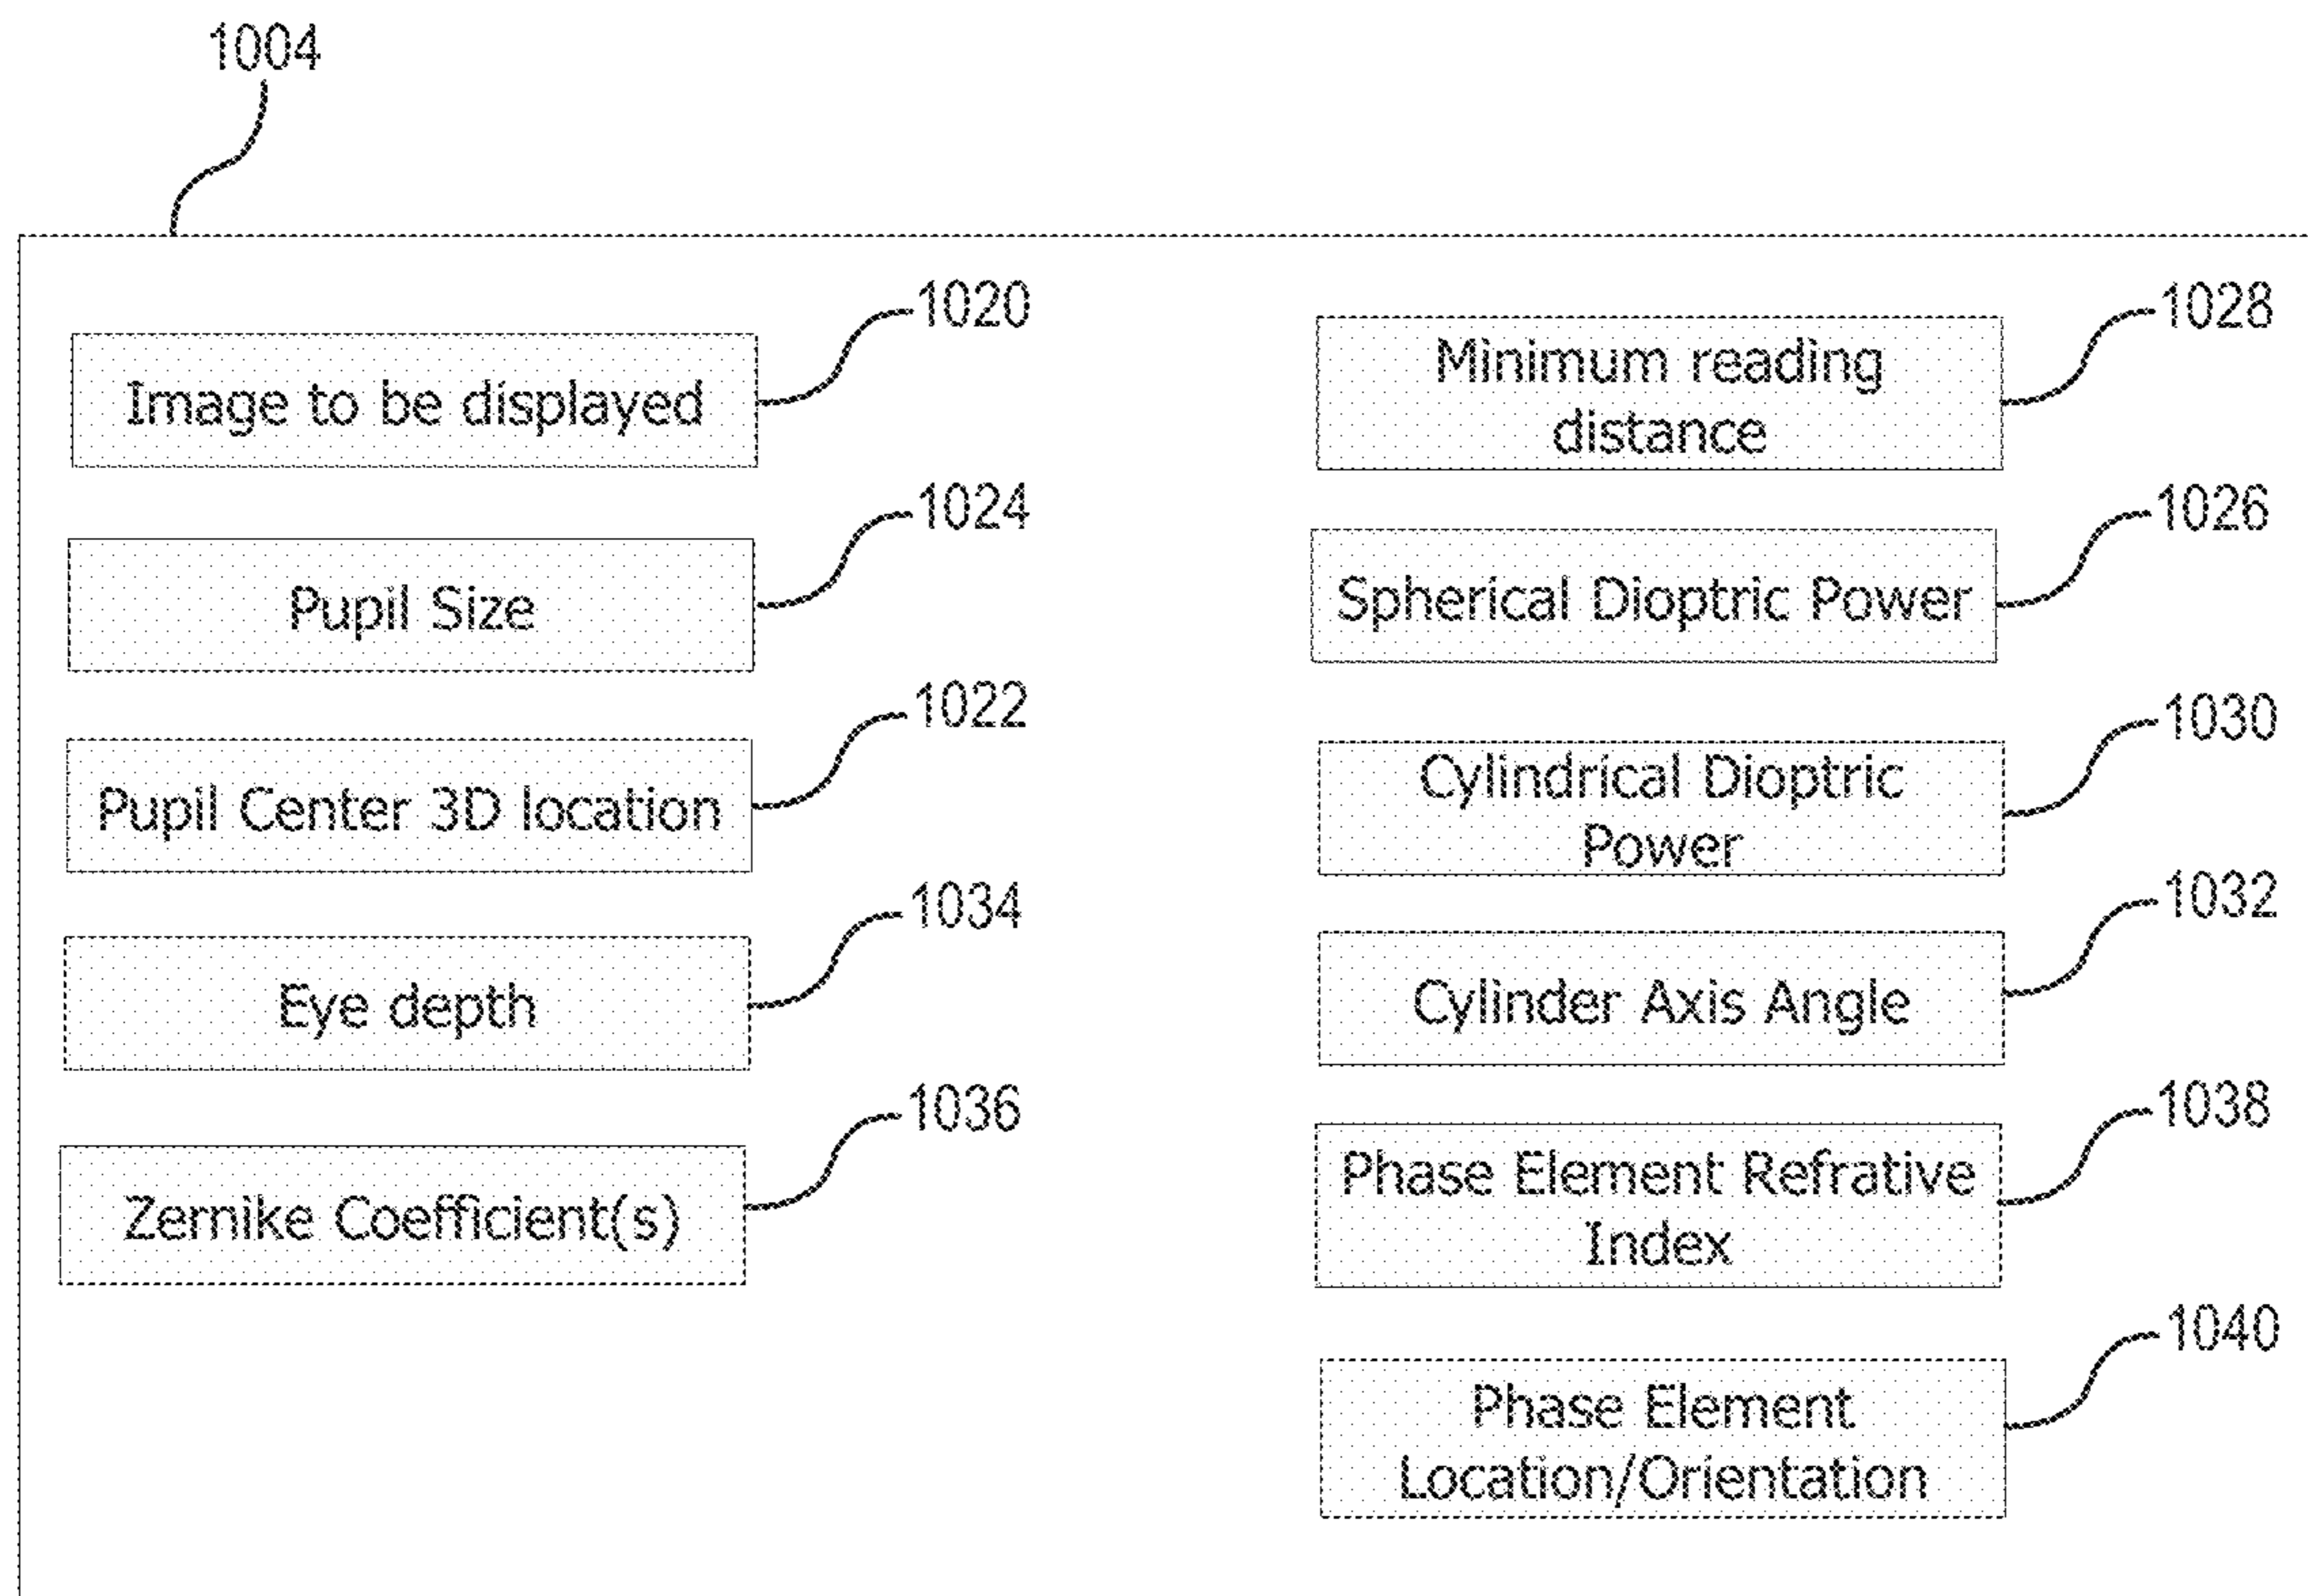 1004
1020
Image to be displayed
1024
Pupil Size
1022
Pupil Center 3D location
1034
Eye depth
1036
Zernike Coefficient(s)
1028
Minimum reading
distance
1026
Spherical Dioptric Power
1030
Cylindrical Dioptric
Power
1032
Cylinder Axis Angle
1038
Phase Element Refrative
Index
1040
Phase Element
Location/Orientation